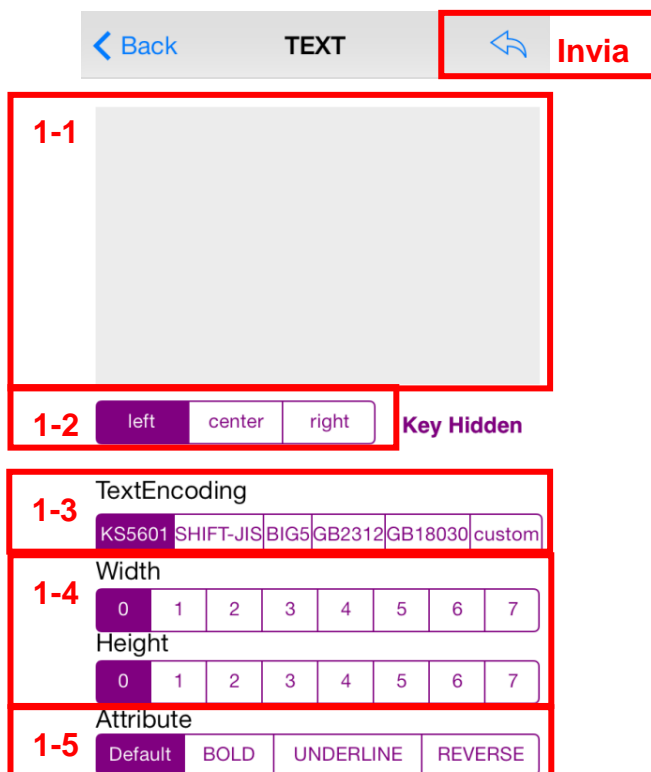 Back TEXT Invia
1-1
1-2 left center right Key Hidden
1-3 TextEncoding
KS5601 SHIFT-JIS BIG5 GB2312 GB18030 custom
1-4 Width
0 1 2 3 4 5 6 7
Height
0 1 2 3 4 5 6 7
1-5 Attribute
Default BOLD UNDERLINE REVERSE